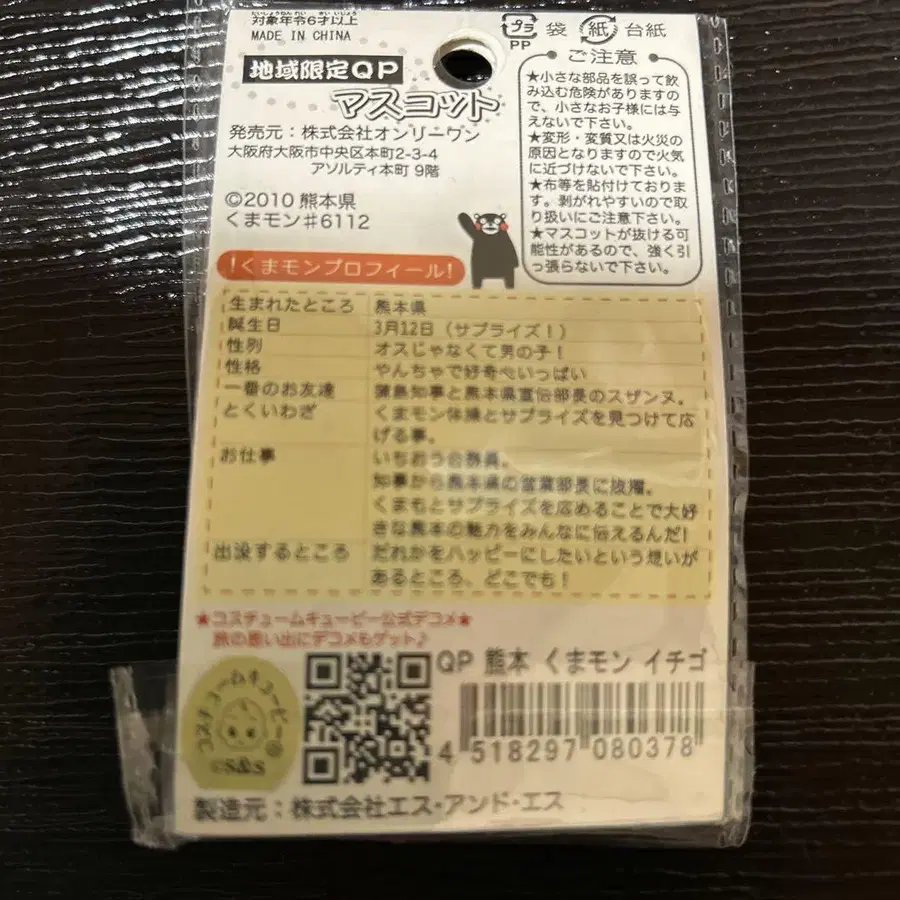 対象年令6才以上
MADE IN CHINA
地域限定QP
マスコット
発売元：株式会社オンリーワン
大阪府大阪市中央区本町2-3-4
アソルティ本町 9階
©2010 熊本県
くまモン#6112
プラ
PP
袋
紙
台紙
ご注意
★小さな部品を誤って飲
み込む危険がありますの
で、小さなお子様には与
えないで下さい。
★変形・変質又は火災の
原因となりますので火気
に近づけないで下さい。
★布等を貼付けておりま
す。剥がれやすいので取
り扱いにご注意下さい。
★マスコットが抜ける可
能性があるので、強く引
っ張らないで下さい。
!くまモンプロフィール!
生まれたところ 熊本県
誕生日 3月12日（サプライズ！）
性別 オスじゃなくて男の子！
性格 やんちゃで好奇心いっぱい
一番のお友達 蒲島知事と熊本県宣伝部長のスザンヌ。
とくいわざ くまモン体操とサプライズを見つけて広
げる事。
お仕事 いちおう公務員。
知事から熊本県の営業部長に抜擢。
くまもとサプライズを広めることで大好
きな熊本の魅力をみんなに伝えるんだ！
出没するところ だれかをハッピーにしたいという想いが
あるところ、どこでも！
★コスチュームキューピー公式デコメ★
旅の思い出にデコメもゲット♪
コスチュームキューピー®
©S&S
QP 熊本 くまモン イチゴ
4 518297 080378
製造元：株式会社エス・アンド・エス